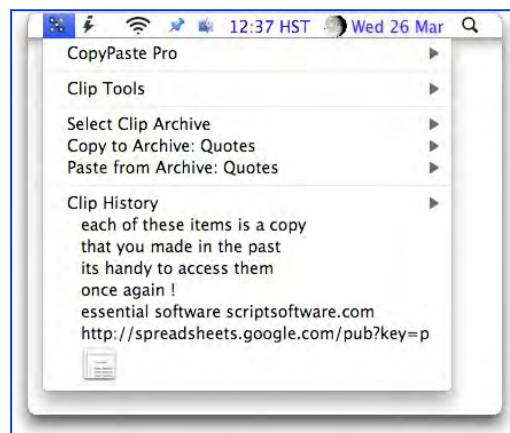 12:37 HST Wed 26 Mar
CopyPaste Pro
Clip Tools
Select Clip Archive
Copy to Archive: Quotes
Paste from Archive: Quotes
Clip History
each of these items is a copy
that you made in the past
its handy to access them
once again !
essential software scriptsoftware.com
http://spreadsheets.google.com/pub?key=p